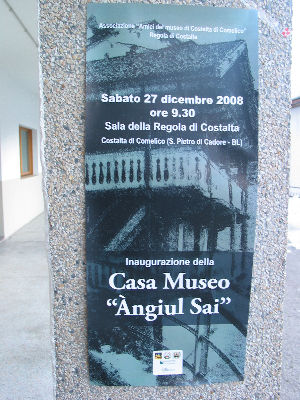 Associazione "Amici del museo di Costalta di Comelico"
Regola di Costalta
Sabato 27 dicembre 2008
ore 9.30
Sala della Regola di Costalta
Costalta di Comelico (S. Pietro di Cadore - BL)
Inaugurazione della
Casa Museo
"Àngiul Sai"